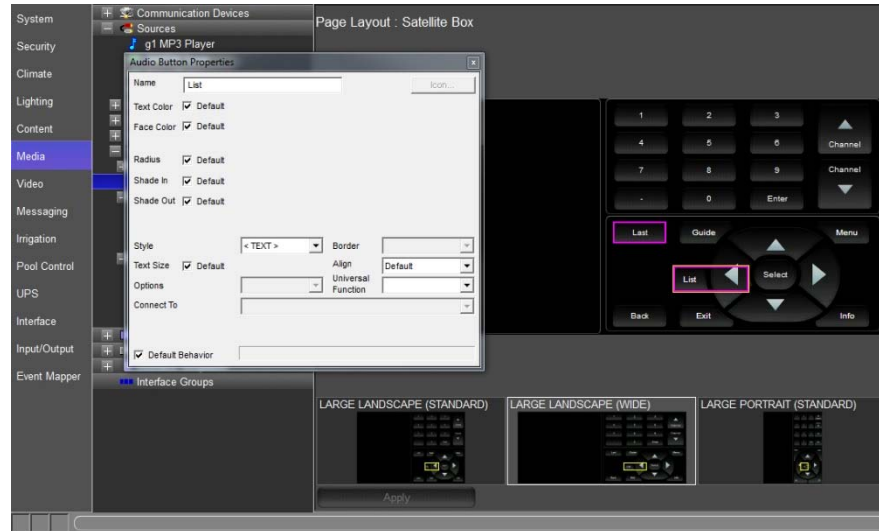 System
Security
Climate
Lighting
Content
Media
Video
Messaging
Irrigation
Pool Control
UPS
Interface
Input/Output
Event Mapper
Communication Devices
Sources
g1 MP3 Player
Interface Groups
Audio Button Properties
Name List Icon...
Text Color Default
Face Color Default
Radius Default
Shade In Default
Shade Out Default
Style < TEXT > Border
Text Size Default Align Default
Options Universal Function
Connect To
Default Behavior
Page Layout : Satellite Box
1 2 3
4 5 6 Channel
7 8 9 Channel
- 0 Enter
Last Guide Menu
List Select
Back Exit Info
LARGE LANDSCAPE (STANDARD) LARGE LANDSCAPE (WIDE) LARGE PORTRAIT (STANDARD)
Apply